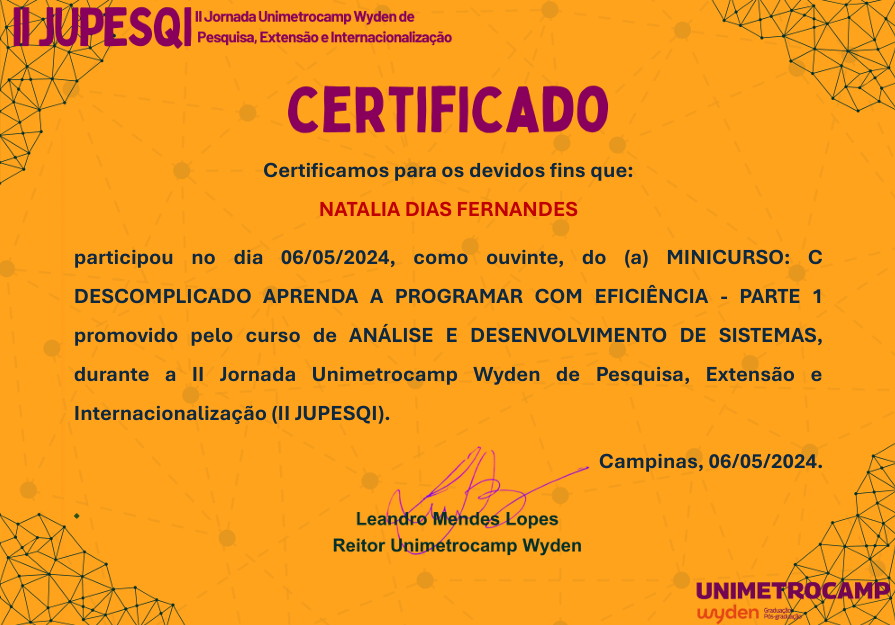 II JUPESQI
II Jornada Unimetrocamp Wyden de
Pesquisa, Extensão e Internacionalização
CERTIFICADO
Certificamos para os devidos fins que:
NATALIA DIAS FERNANDES
participou no dia 06/05/2024, como ouvinte, do (a) MINICURSO: C
DESCOMPLICADO APRENDA A PROGRAMAR COM EFICIÊNCIA - PARTE 1
promovido pelo curso de ANÁLISE E DESENVOLVIMENTO DE SISTEMAS,
durante a II Jornada Unimetrocamp Wyden de Pesquisa, Extensão e
Internacionalização (II JUPESQI).
Campinas, 06/05/2024.
Leandro Mendes Lopes
Reitor Unimetrocamp Wyden
UNIMETROCAMP
wyden
Graduação
Pós-graduação